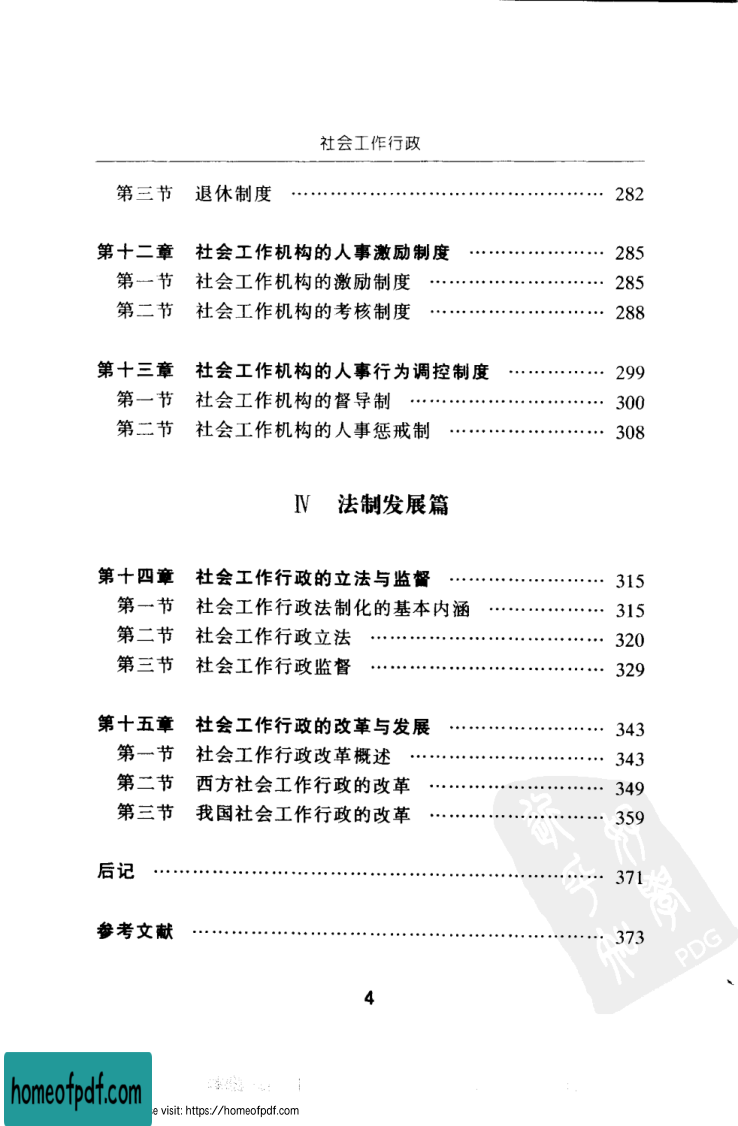 社会工作行政
第三节 退休制度 …………………………………………… 282
第十二章 社会工作机构的人事激励制度 ………………… 285
第一节 社会工作机构的激励制度 ……………………… 285
第二节 社会工作机构的考核制度 ……………………… 288
第十三章 社会工作机构的人事行为调控制度 …………… 299
第一节 社会工作机构的督导制 ………………………… 300
第二节 社会工作机构的人事惩戒制 …………………… 308
Ⅳ 法制发展篇
第十四章 社会工作行政的立法与监督 …………………… 315
第一节 社会工作行政法制化的基本内涵 ……………… 315
第二节 社会工作行政立法 ……………………………… 320
第三节 社会工作行政监督 ……………………………… 329
第十五章 社会工作行政的改革与发展 …………………… 343
第一节 社会工作行政改革概述 ………………………… 343
第二节 西方社会工作行政的改革 ……………………… 349
第三节 我国社会工作行政的改革 ……………………… 359
后记 ……………………………………………………………… 371
参考文献 ………………………………………………………… 373
PDG
4
homeofpdf.com
e visit: https://homeofpdf.com